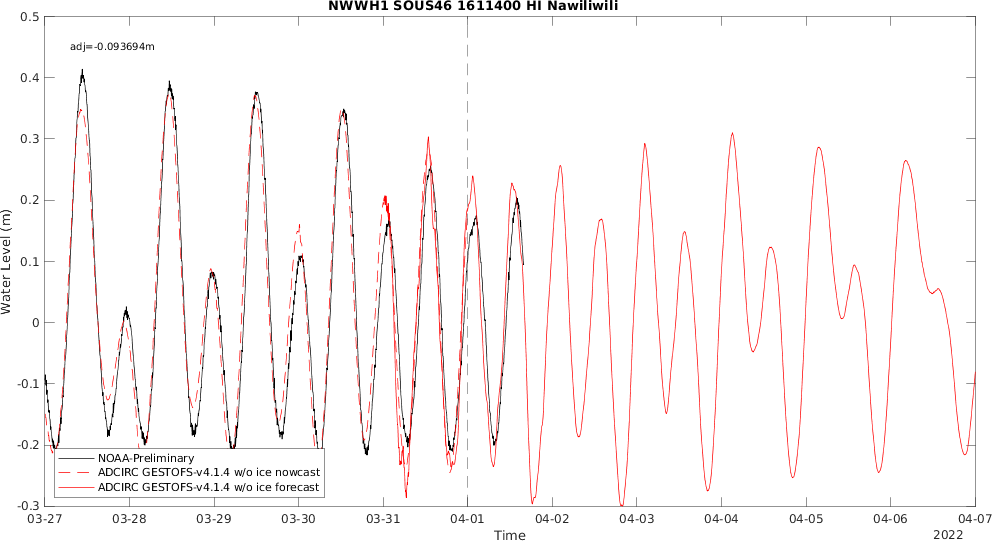 NWWH1 SOUS46 1611400 HI Nawiliwili
adj=-0.093694m
Water Level (m)
0.5
0.4
0.3
0.2
0.1
0
-0.1
-0.2
-0.3
NOAA-Preliminary
ADCIRC GESTOFS-v4.1.4 w/o ice nowcast
ADCIRC GESTOFS-v4.1.4 w/o ice forecast
03-27 03-28 03-29 03-30 03-31 04-01 04-02 04-03 04-04 04-05 04-06 04-07
Time
2022